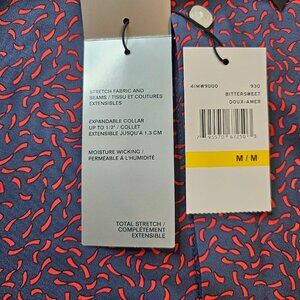 STRETCH FABRIC AND
SEAMS / TISSU ET COUTURES
EXTENSIBLES
EXPANDABLE COLLAR
UP TO 1/2" / COLLET
EXTENSIBLE JUSQU'A 1.3 CM
MOISTURE WICKING /
PERMÉABLE À L'HUMIDITÉ
TOTAL STRETCH /
COMPLÈTEMENT
EXTENSIBLE
41MW9000 930
BITTERSWEET
DOUX-AMER
M / M